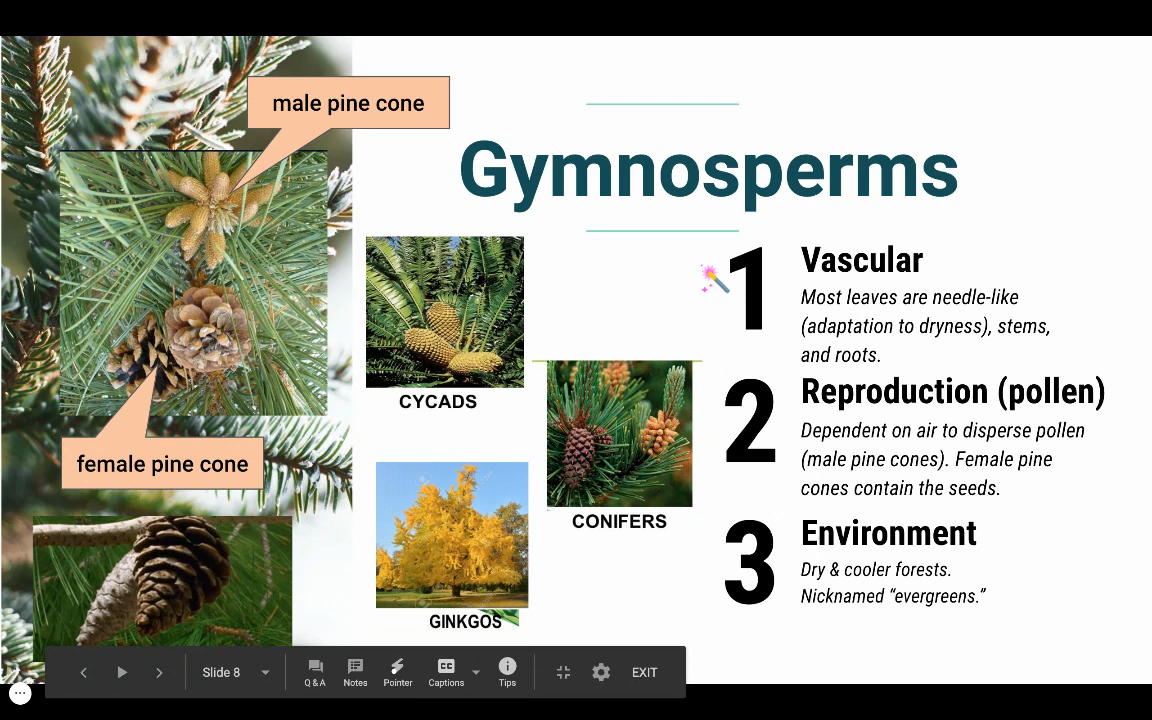 male pine cone
Gymnosperms
female pine cone
CYCADS
CONIFERS
GINKGOS
1
Vascular
Most leaves are needle-like
(adaptation to dryness), stems,
and roots.
2
Reproduction (pollen)
Dependent on air to disperse pollen
(male pine cones). Female pine
cones contain the seeds.
3
Environment
Dry & cooler forests.
Nicknamed “evergreens.”
Slide 8
Q & A
Notes
Pointer
CC
Captions
Tips
EXIT